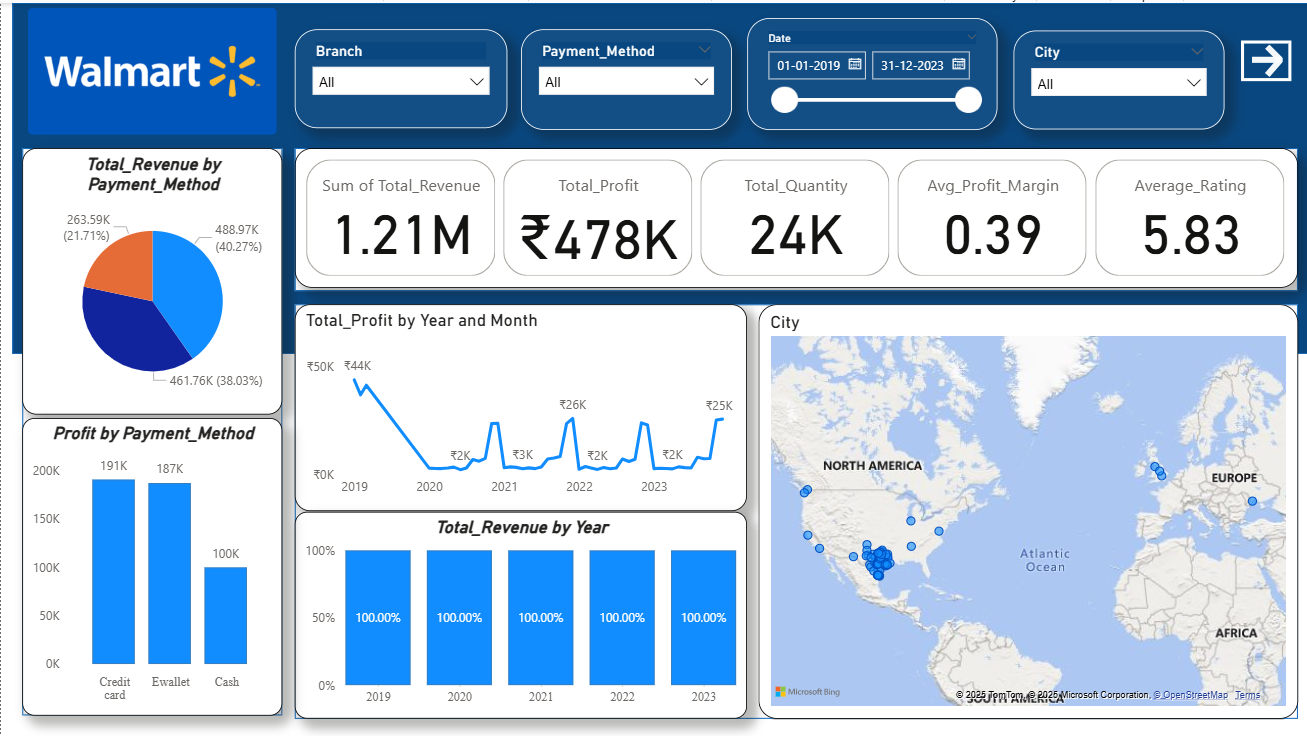 Walmart
Branch
All
Payment_Method
All
Date
01-01-2019
31-12-2023
City
All
Total_Revenue by
Payment_Method
263.59K
(21.71%)
488.97K
(40.27%)
461.76K (38.03%)
Sum of Total_Revenue
1.21M
Total_Profit
₹478K
Total_Quantity
24K
Avg_Profit_Margin
0.39
Average_Rating
5.83
Profit by Payment_Method
200K
150K
100K
50K
0K
191K
187K
100K
Credit
card
Ewallet
Cash
Total_Profit by Year and Month
₹50K
₹0K
₹44K
₹2K
₹3K
₹26K
₹2K
₹2K
₹25K
2019
2020
2021
2022
2023
Total_Revenue by Year
100%
50%
0%
100.00%
100.00%
100.00%
100.00%
100.00%
2019
2020
2021
2022
2023
City
NORTH AMERICA
EUROPE
Atlantic
Ocean
AFRICA
SOUTH AMERICA
Microsoft Bing
© 2025 TomTom, © 2025 Microsoft Corporation, © OpenStreetMap Terms